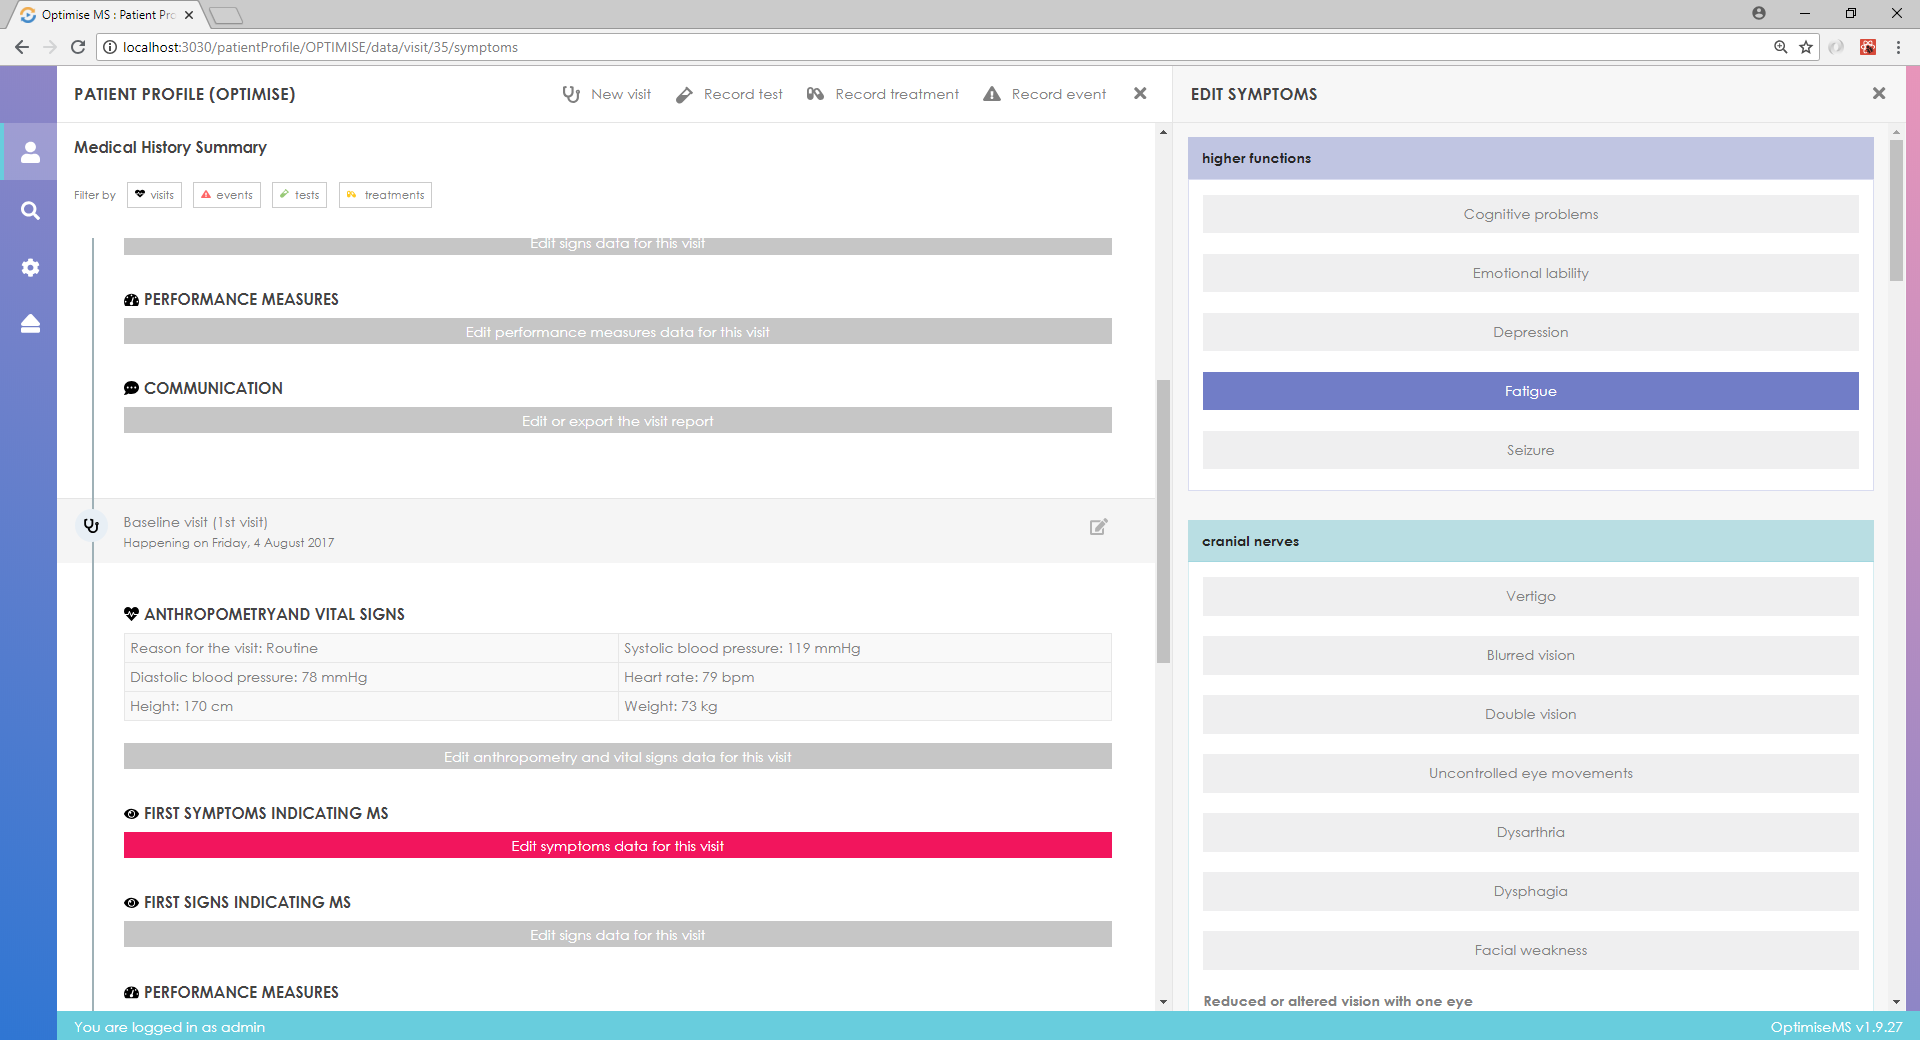 Optimise MS : Patient Pro
localhost:3030/patientProfile/OPTIMISE/data/visit/35/symptoms
PATIENT PROFILE (OPTIMISE)
New visit
Record test
Record treatment
Record event
Medical History Summary
Filter by
visits
events
tests
treatments
Edit signs data for this visit
PERFORMANCE MEASURES
Edit performance measures data for this visit
COMMUNICATION
Edit or export the visit report
Baseline visit (1st visit)
Happening on Friday, 4 August 2017
ANTHROPOMETRYAND VITAL SIGNS
Reason for the visit: Routine
Systolic blood pressure: 119 mmHg
Diastolic blood pressure: 78 mmHg
Heart rate: 79 bpm
Height: 170 cm
Weight: 73 kg
Edit anthropometry and vital signs data for this visit
FIRST SYMPTOMS INDICATING MS
Edit symptoms data for this visit
FIRST SIGNS INDICATING MS
Edit signs data for this visit
PERFORMANCE MEASURES
EDIT SYMPTOMS
higher functions
Cognitive problems
Emotional lability
Depression
Fatigue
Seizure
cranial nerves
Vertigo
Blurred vision
Double vision
Uncontrolled eye movements
Dysarthria
Dysphagia
Facial weakness
Reduced or altered vision with one eye
You are logged in as admin
OptimiseMS v1.9.27